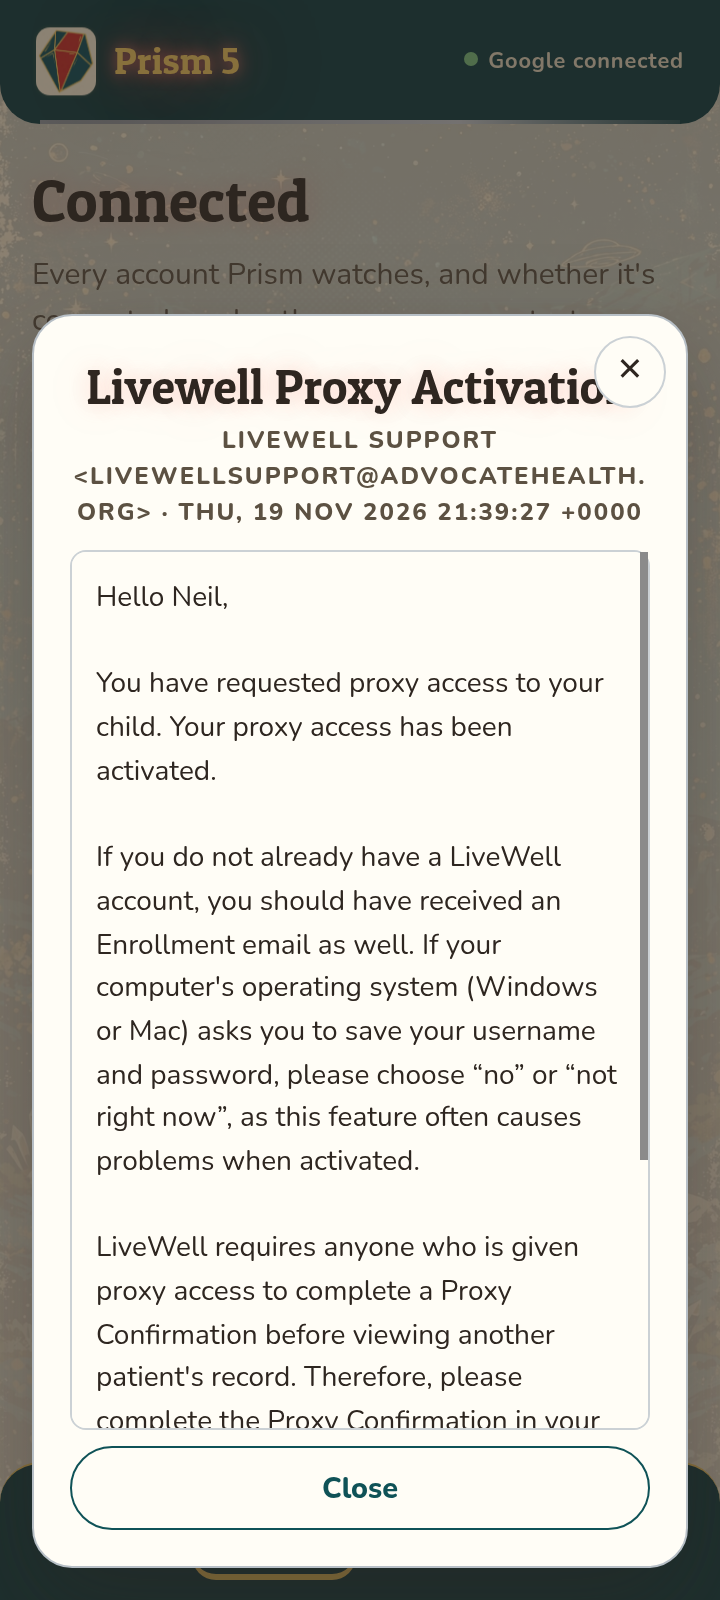 Prism 5
Google connected
Connected
Every account Prism watches, and whether it's
Livewell Proxy Activation
LIVEWELL SUPPORT
<LIVEWELLSUPPORT@ADVOCATEHEALTH.
ORG> · THU, 19 NOV 2026 21:39:27 +0000
Hello Neil,
You have requested proxy access to your
child. Your proxy access has been
activated.
If you do not already have a LiveWell
account, you should have received an
Enrollment email as well. If your
computer's operating system (Windows
or Mac) asks you to save your username
and password, please choose “no” or “not
right now”, as this feature often causes
problems when activated.
LiveWell requires anyone who is given
proxy access to complete a Proxy
Confirmation before viewing another
patient's record. Therefore, please
complete the Proxy Confirmation in your
Close